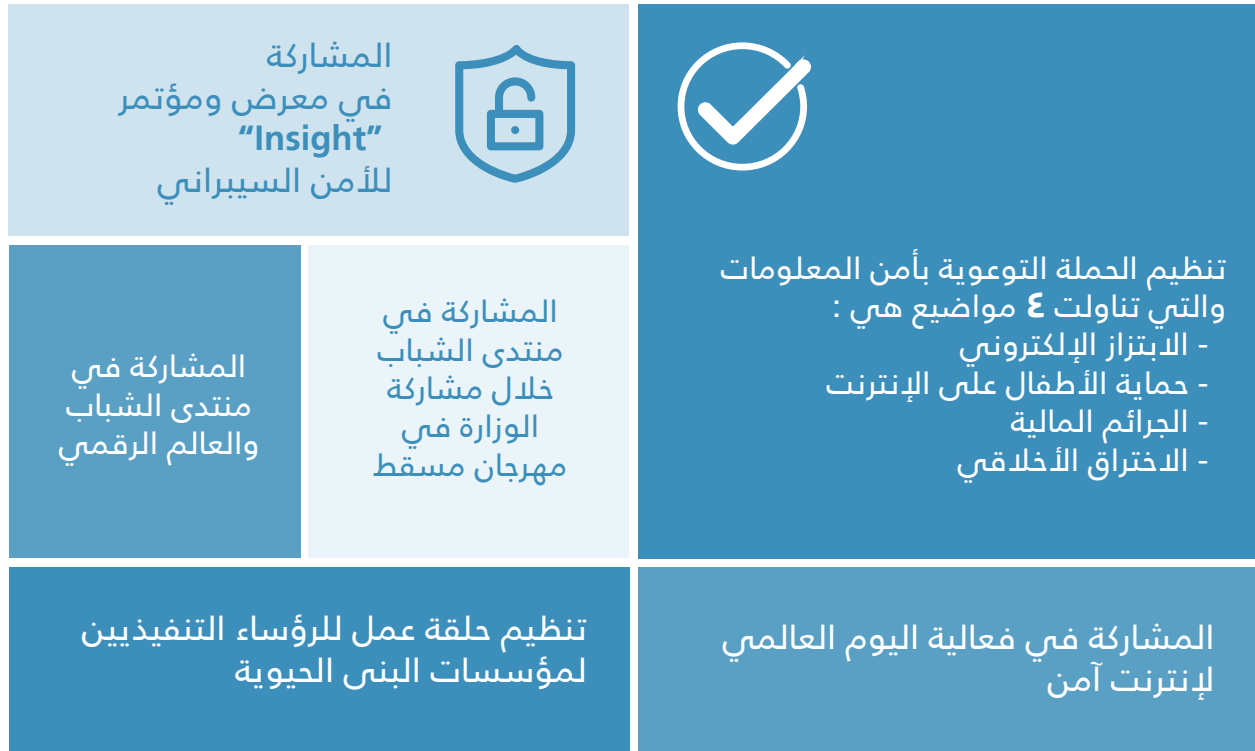 تنظيم الحملة التوعوية بأمن المعلومات
والتي تناولت ٤ مواضيع هي :
- الابتزاز الإلكتروني
- حماية الأطفال على الإنترنت
- الجرائم المالية
- الاختراق الأخلاقي
المشاركة
في معرض ومؤتمر
“Insight”
للأمن السيبراني
المشاركة في
منتدى الشباب
خلال مشاركة
الوزارة في
مهرجان مسقط
المشاركة في
منتدى الشباب
والعالم الرقمي
المشاركة في فعالية اليوم العالمي
لإنترنت آمن
تنظيم حلقة عمل للرؤساء التنفيذيين
لمؤسسات البنى الحيوية